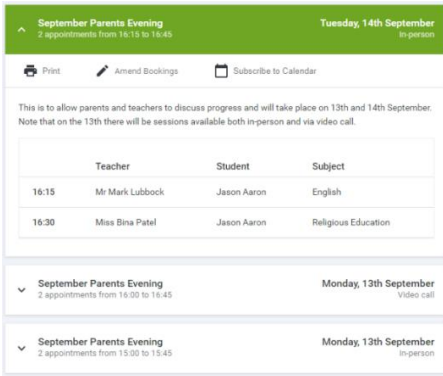 September Parents Evening Tuesday, 14th September
2 appointments from 16:15 to 16:45 In-person
Print Amend Bookings Subscribe to Calendar
This is to allow parents and teachers to discuss progress and will take place on 13th and 14th September.
Note that on the 13th there will be sessions available both in-person and via video call.
Teacher Student Subject
16:15 Mr Mark Lubbock Jason Aaron English
16:30 Miss Bina Patel Jason Aaron Religious Education
September Parents Evening Monday, 13th September
2 appointments from 16:00 to 16:45 Video call
September Parents Evening Monday, 13th September
2 appointments from 15:00 to 15:45 In-person